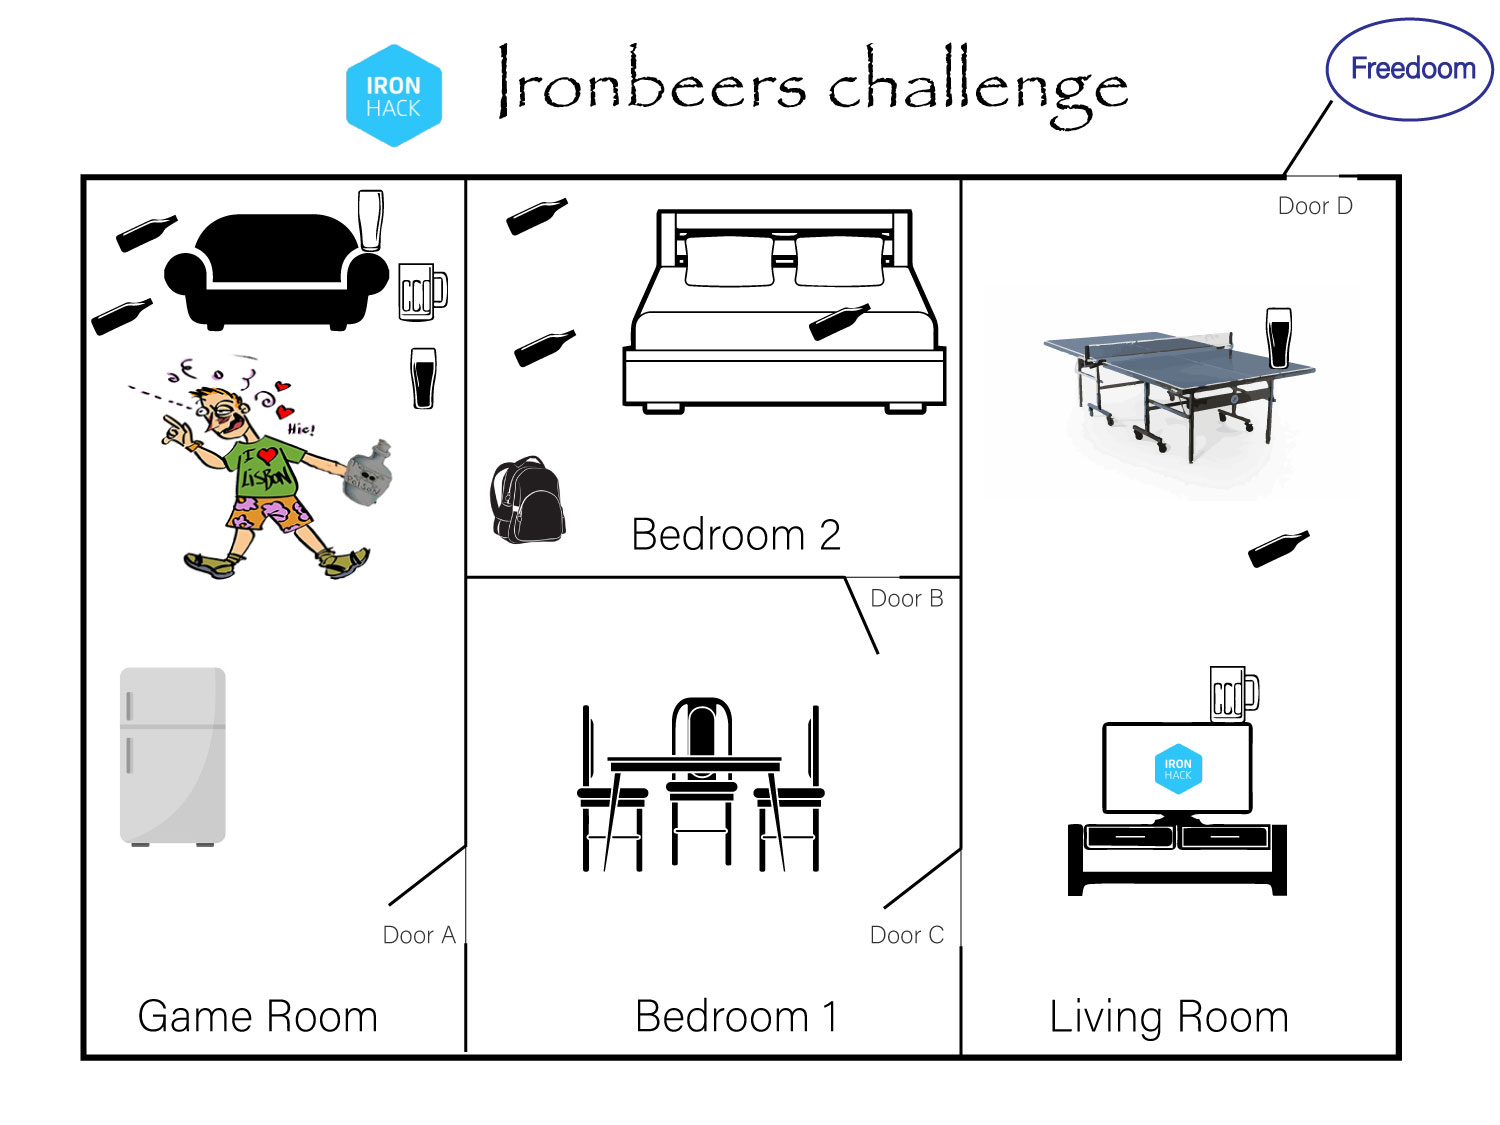 IRON
HACK
Ironbeers challenge
Freedoom
Door D
Hic!
I ❤
LiSBON
POISON
Bedroom 2
Door B
IRON
HACK
Door A
Door C
Game Room
Bedroom 1
Living Room